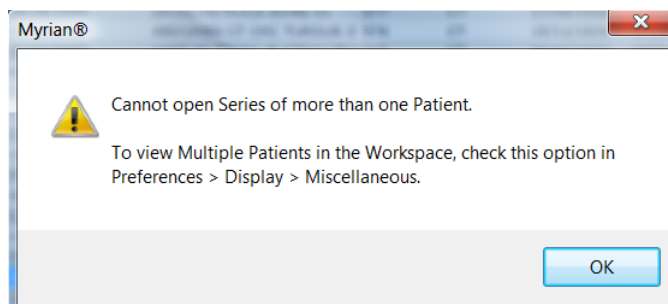 Myrian®
Cannot open Series of more than one Patient.
To view Multiple Patients in the Workspace, check this option in
Preferences > Display > Miscellaneous.
OK